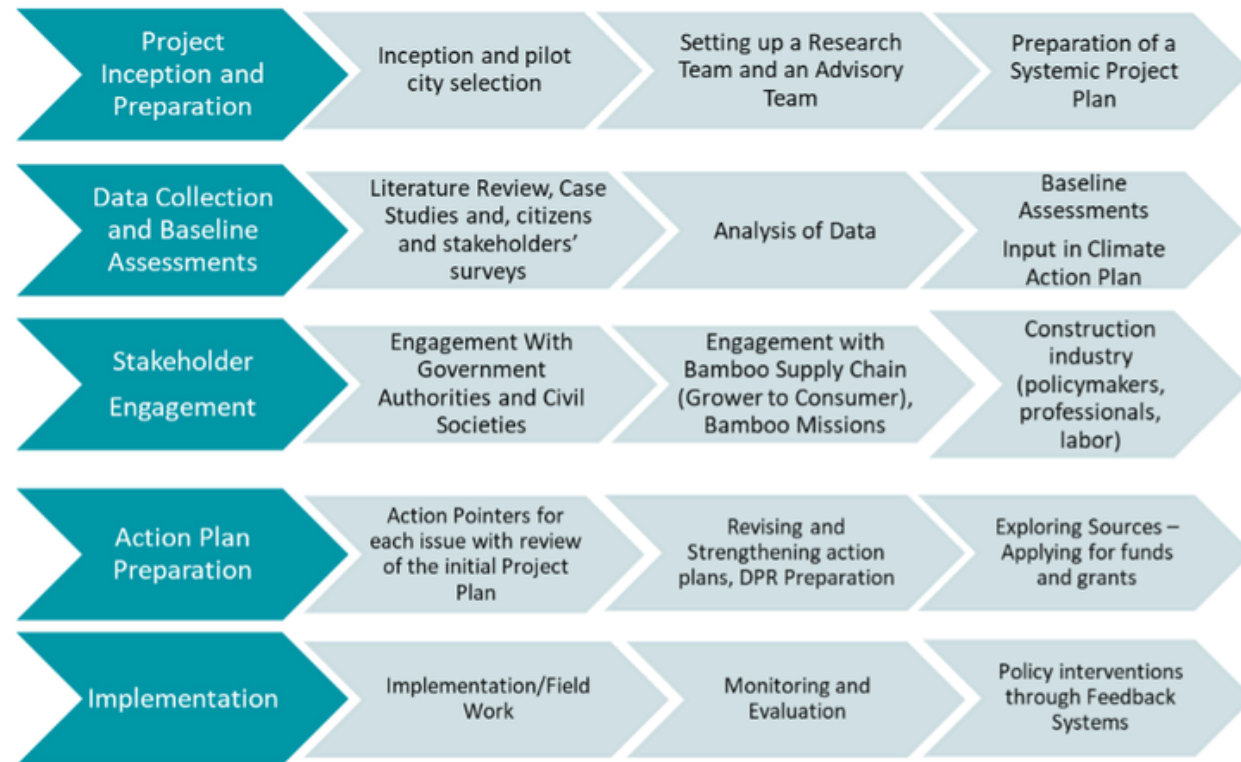 Project
Inception and
Preparation
Inception and pilot
city selection
Setting up a Research
Team and an Advisory
Team
Preparation of a
Systemic Project
Plan
Data Collection
and Baseline
Assessments
Literature Review, Case
Studies and, citizens
and stakeholders’
surveys
Analysis of Data
Baseline
Assessments
Input in Climate
Action Plan
Stakeholder
Engagement
Engagement With
Government
Authorities and Civil
Societies
Engagement with
Bamboo Supply Chain
(Grower to Consumer),
Bamboo Missions
Construction
industry
(policymakers,
professionals,
labor)
Action Plan
Preparation
Action Pointers for
each issue with review
of the initial Project
Plan
Revising and
Strengthening action
plans, DPR Preparation
Exploring Sources –
Applying for funds
and grants
Implementation
Implementation/Field
Work
Monitoring and
Evaluation
Policy interventions
through Feedback
Systems